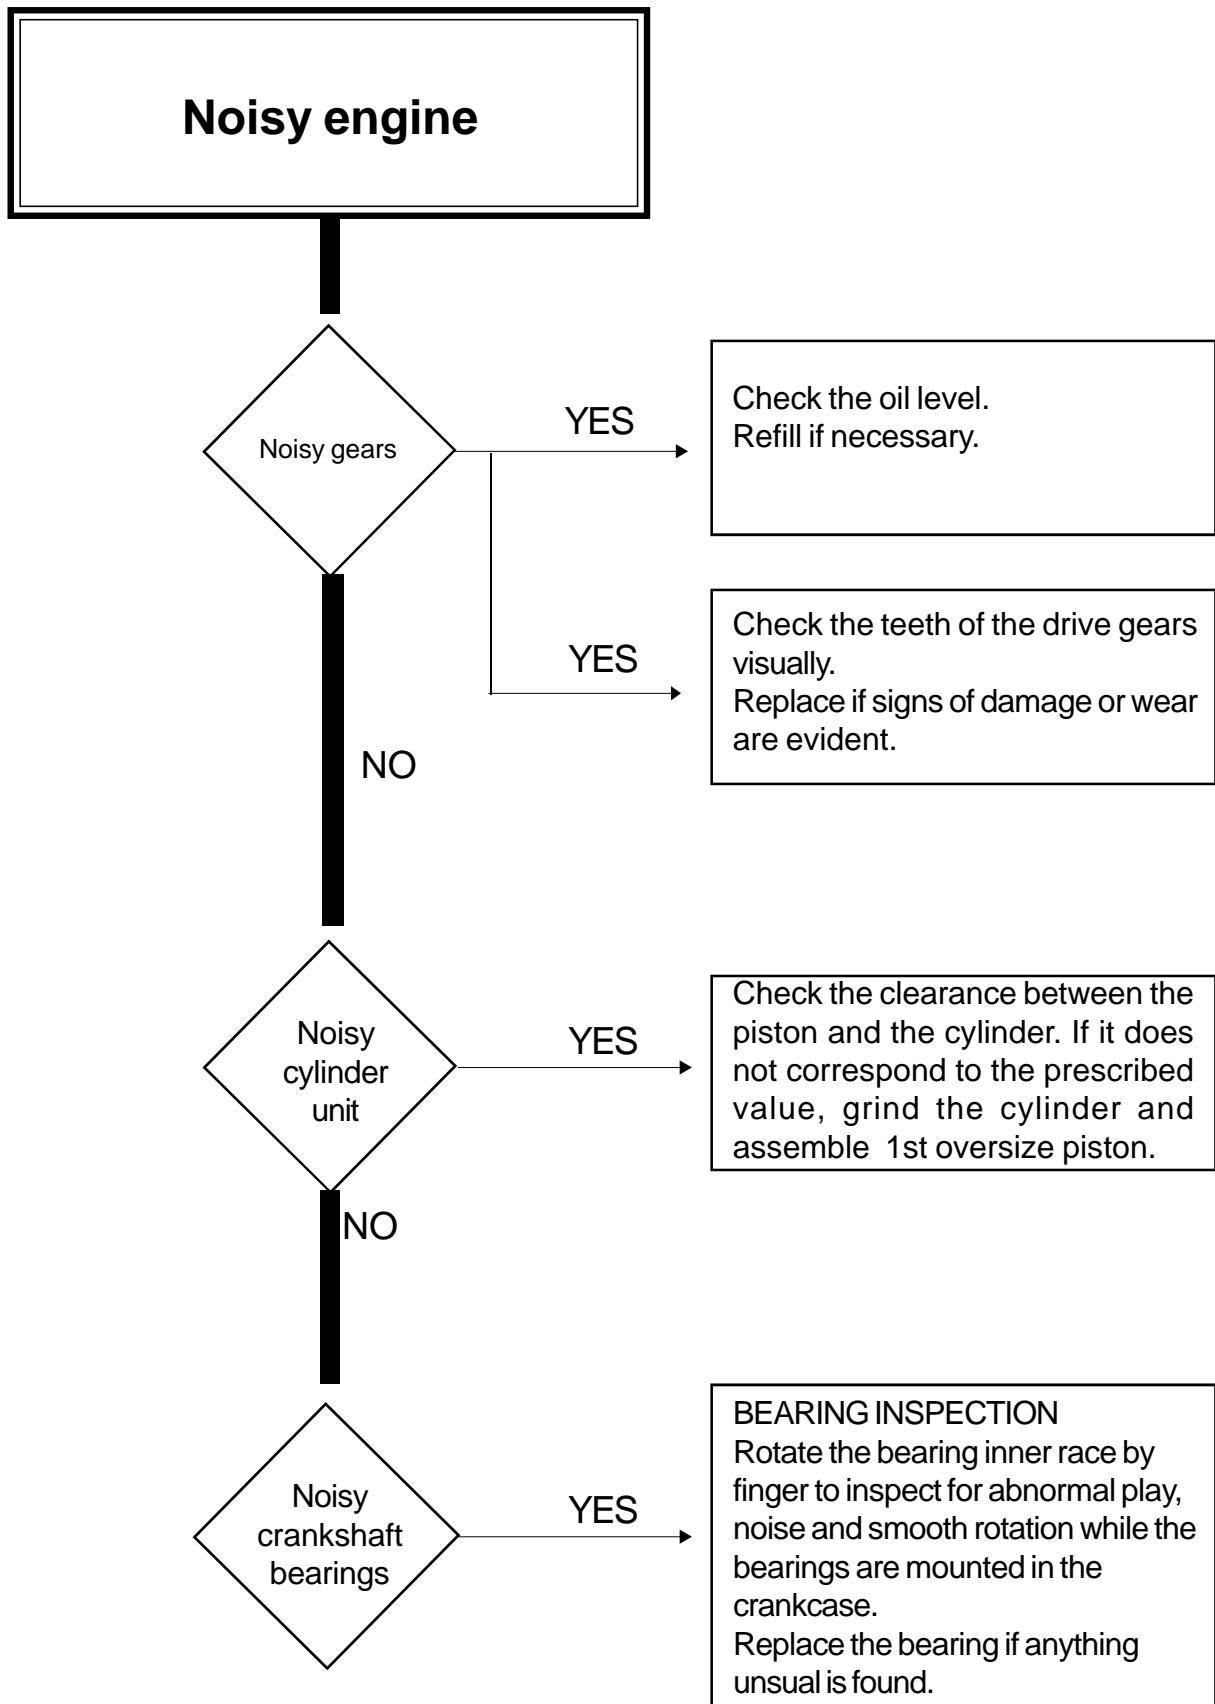 Noisy engine
Noisy gears
YES
Check the oil level.
Refill if necessary.
YES
Check the teeth of the drive gears
visually.
Replace if signs of damage or wear
are evident.
NO
Noisy
cylinder
unit
YES
Check the clearance between the
piston and the cylinder. If it does
not correspond to the prescribed
value, grind the cylinder and
assemble 1st oversize piston.
NO
Noisy
crankshaft
bearings
YES
BEARING INSPECTION
Rotate the bearing inner race by
finger to inspect for abnormal play,
noise and smooth rotation while the
bearings are mounted in the
crankcase.
Replace the bearing if anything
unsual is found.